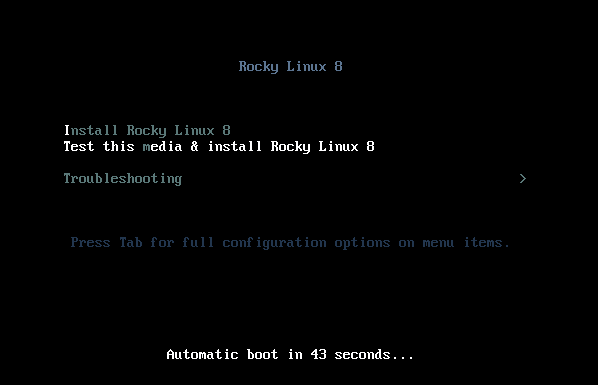 Rocky Linux 8
Install Rocky Linux 8
Test this media & install Rocky Linux 8
Troubleshooting >
Press Tab for full configuration options on menu items.
Automatic boot in 43 seconds...